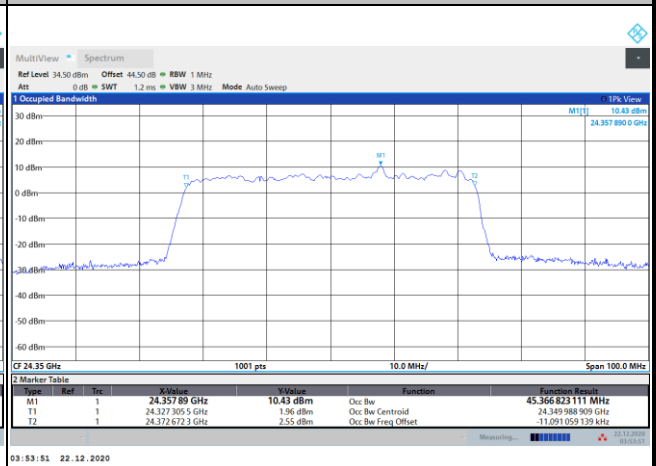 MultiView Spectrum
Ref Level 34.50 dBm Offset 44.50 dB RBW 1 MHz
Att 0 dB SWT 1.2 ms VBW 3 MHz Mode Auto Sweep
1 Occupied Bandwidth 1Pk View
M1[1] 10.43 dBm
24.357 890 0 GHz
30 dBm
20 dBm
M1
10 dBm
T1
T2
0 dBm
-10 dBm
-20 dBm
-30 dBm
-40 dBm
-50 dBm
-60 dBm
CF 24.35 GHz 1001 pts 10.0 MHz/ Span 100.0 MHz
2 Marker Table
Type Ref Trc X-Value Y-Value Function Function Result
M1 1 24.357 89 GHz 10.43 dBm Occ Bw 45.366 823 111 MHz
T1 1 24.327 305 5 GHz 1.96 dBm Occ Bw Centroid 24.349 988 909 GHz
T2 1 24.372 672 3 GHz 2.55 dBm Occ Bw Freq Offset -11.091 059 139 kHz
Measuring... 22.12.2020
03:53:57
03:53:51 22.12.2020